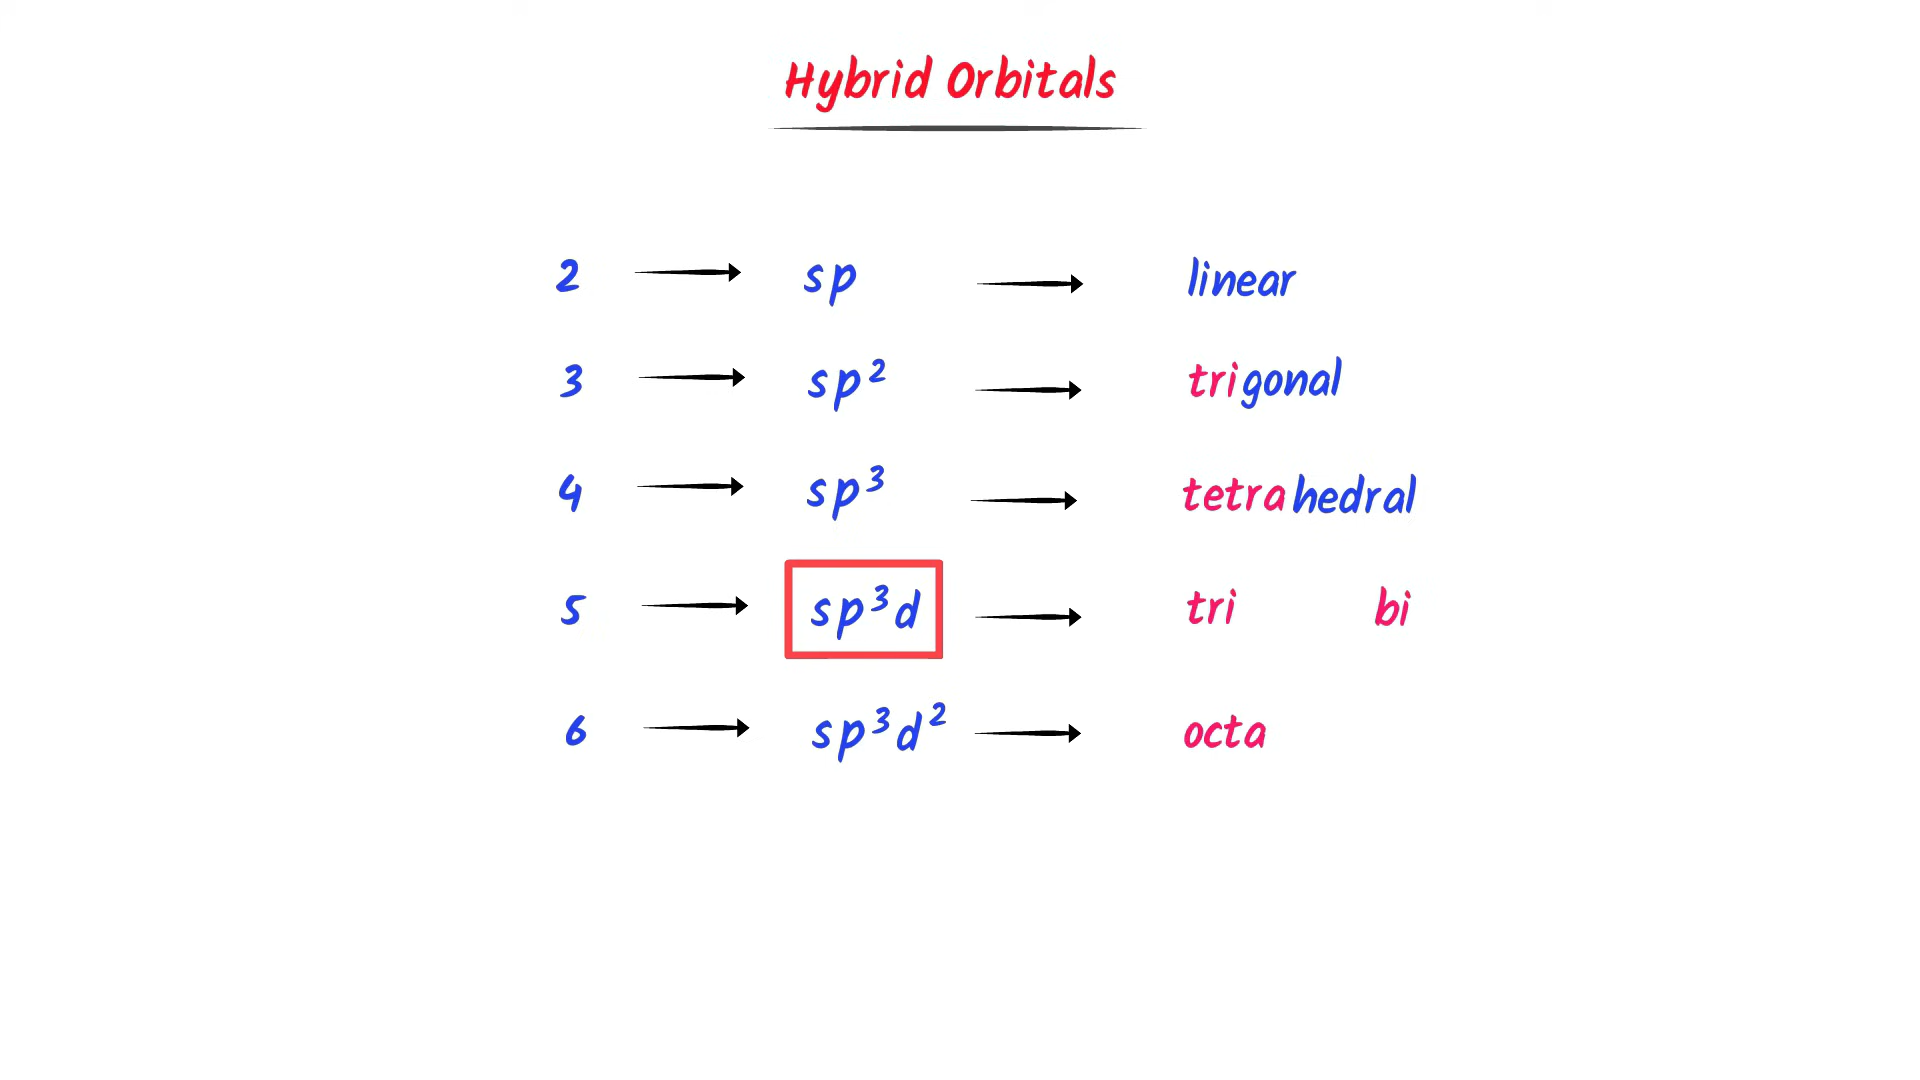 Hybrid Orbitals
2 → sp → linear
3 → sp² → trigonal
4 → sp³ → tetrahedral
5 → sp³d → tri bi
6 → sp³d² → octa